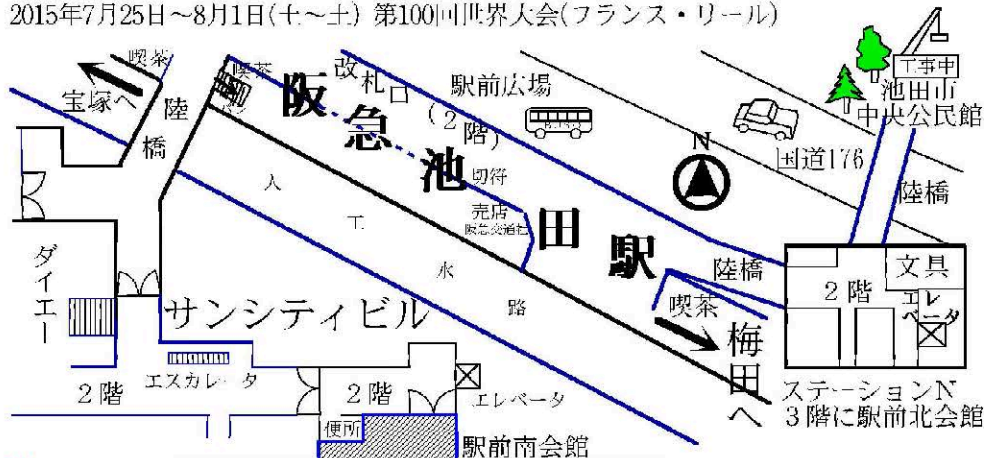 2015年7月25日～8月1日(土～土) 第100回世界大会(フランス・リール)
喫茶
宝塚へ
陸橋
喫茶
パン
阪急池田駅
改札口
(2階)
駅前広場
工事中
池田市
中央公民館
国道176
N
陸橋
切符
売店
阪急交通社
人工水路
陸橋
喫茶
梅田へ
文具
2階
エレベータ
ステーションN
3階に駅前北会館
ダイエー
サンシティビル
2階
エスカレータ
2階
エレベータ
便所
駅前南会館